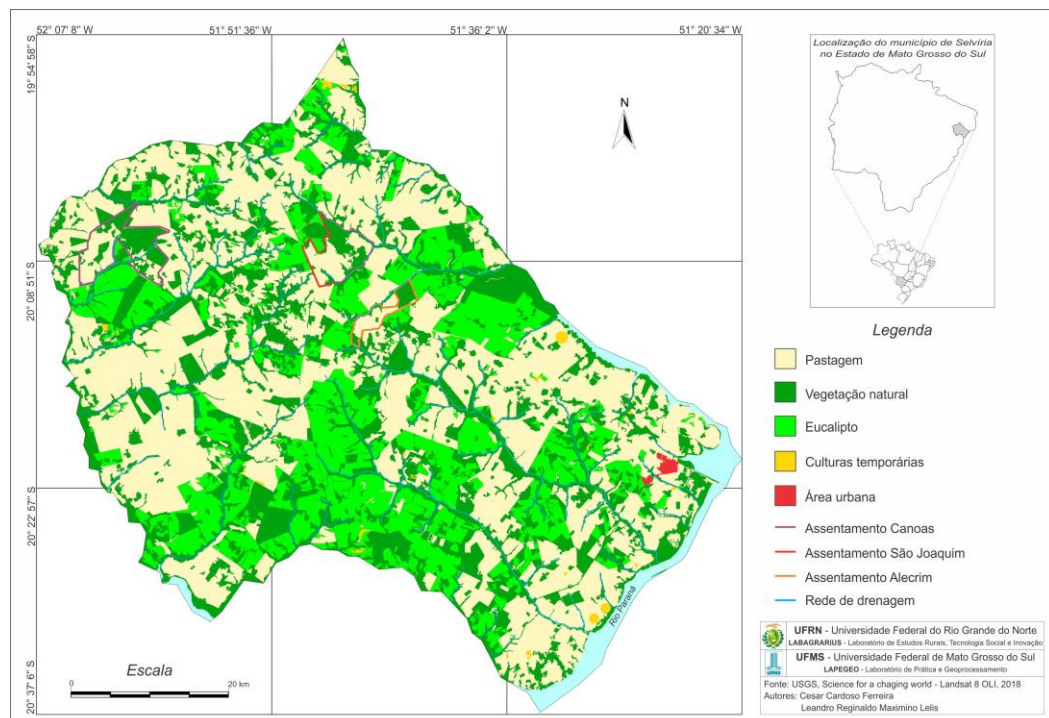 52° 07' 8" W
51° 51' 36" W
51° 36' 2" W
51° 20' 34" W
19° 54' 58" S
20° 08' 51" S
20° 22' 57" S
20° 37' 6" S
N
Rio Paraná
Escala
0
20 km
Localização do município de Selvíria
no Estado de Mato Grosso do Sul
Legenda
Pastagem
Vegetação natural
Eucalipto
Culturas temporárias
Área urbana
Assentamento Canoas
Assentamento São Joaquim
Assentamento Alecrim
Rede de drenagem
UFRN - Universidade Federal do Rio Grande do Norte
LABAGRARIUS - Laboratório de Estudos Rurais, Tecnologia Social e Inovação
UFMS - Universidade Federal de Mato Grosso do Sul
LAPEGEO - Laboratório de Prática e Geoprocessamento
UFMS
Fonte: USGS, Science for a chaging world - Landsat 8 OLI, 2018
Autores: Cesar Cardoso Ferreira
Leandro Reginaldo Maximino Lelis